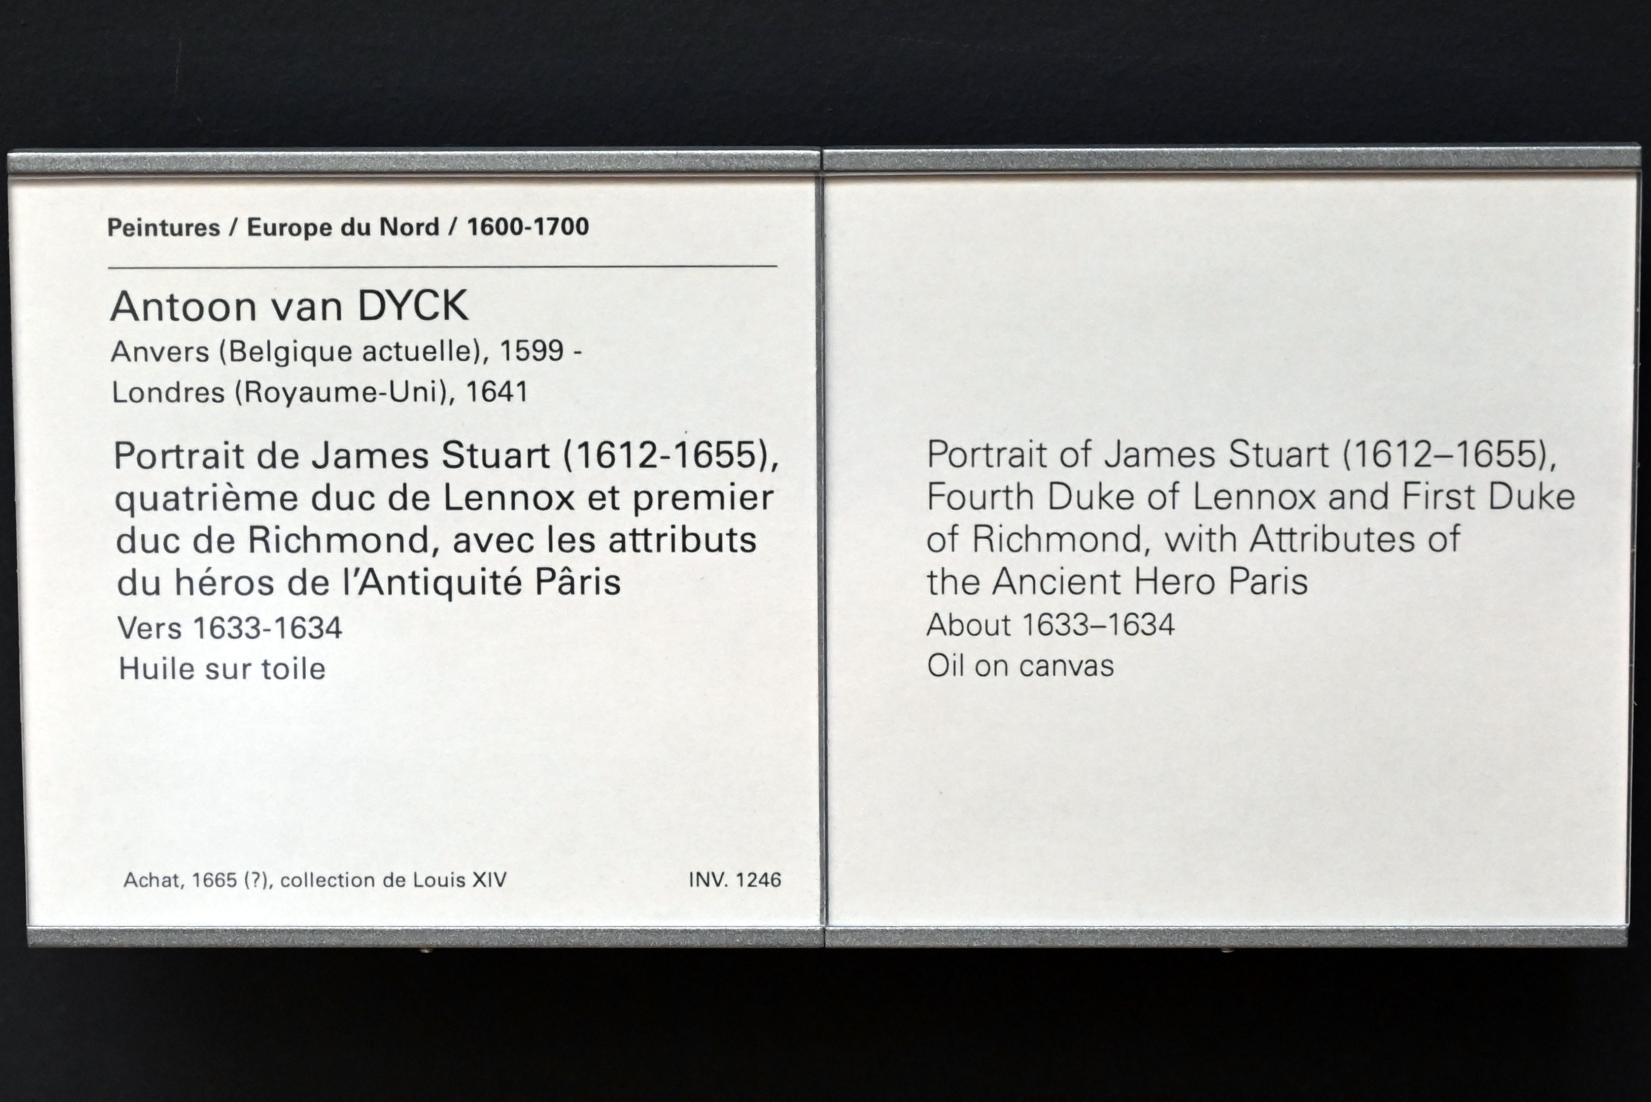 Peintures / Europe du Nord / 1600-1700
Antoon van DYCK
Anvers (Belgique actuelle), 1599 -
Londres (Royaume-Uni), 1641
Portrait de James Stuart (1612-1655),
quatrième duc de Lennox et premier
duc de Richmond, avec les attributs
du héros de l'Antiquité Pâris
Vers 1633-1634
Huile sur toile
Achat, 1665 (?), collection de Louis XIV
INV. 1246
Portrait of James Stuart (1612–1655),
Fourth Duke of Lennox and First Duke
of Richmond, with Attributes of
the Ancient Hero Paris
About 1633–1634
Oil on canvas